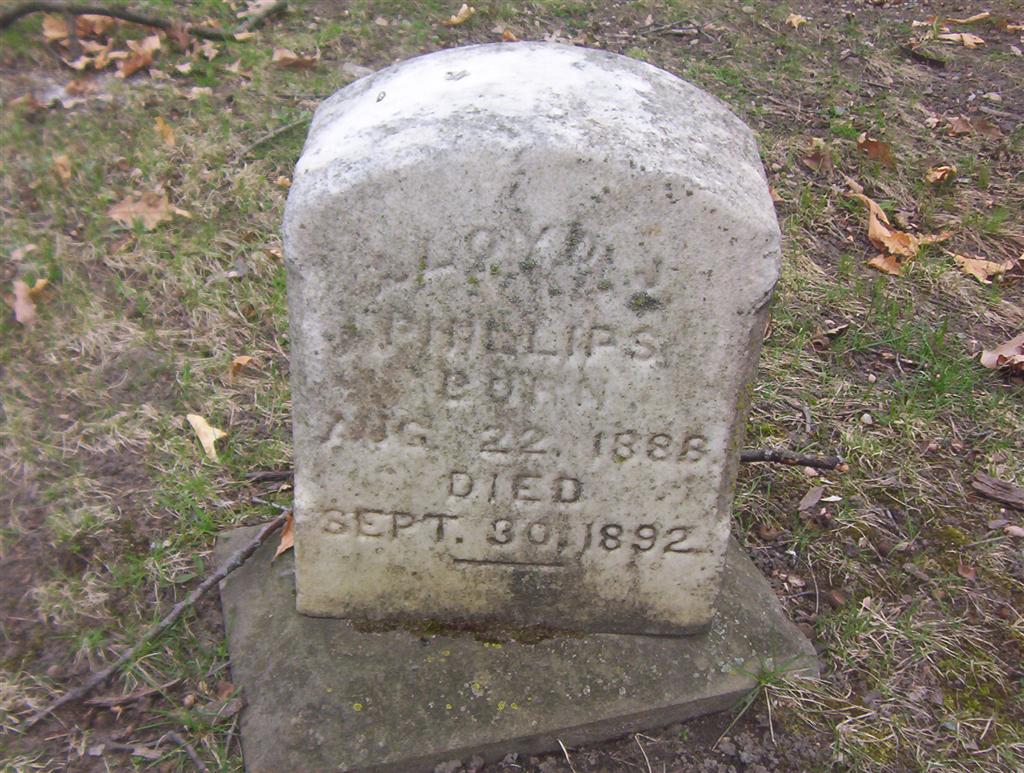 PHILLIPS
BORN
AUG 22, 1888
DIED
SEPT. 30, 1892